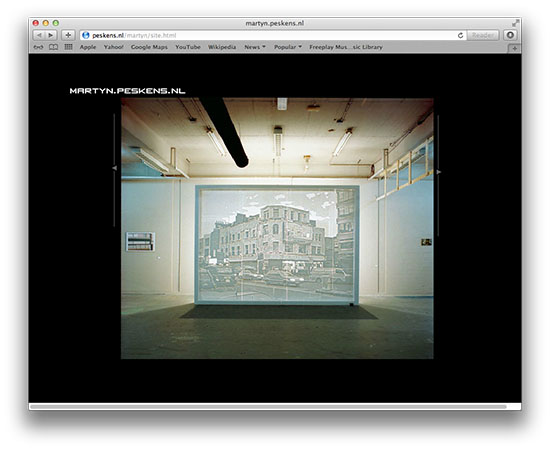 martyn.peskens.nl
peskens.nl/martyn/site.html
Reader
Apple Yahoo! Google Maps YouTube Wikipedia News Popular Freeplay Mus...sic Library
MARTYN.PESKENS.NL